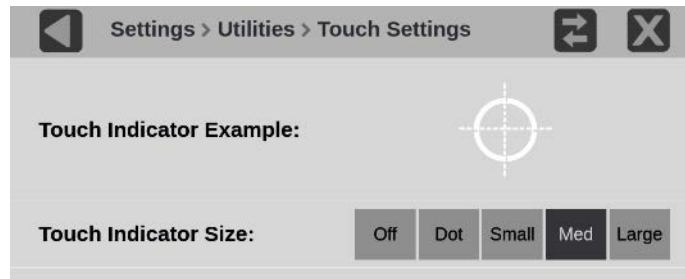 Settings > Utilities > Touch Settings
Touch Indicator Example:
Touch Indicator Size: Off Dot Small Med Large